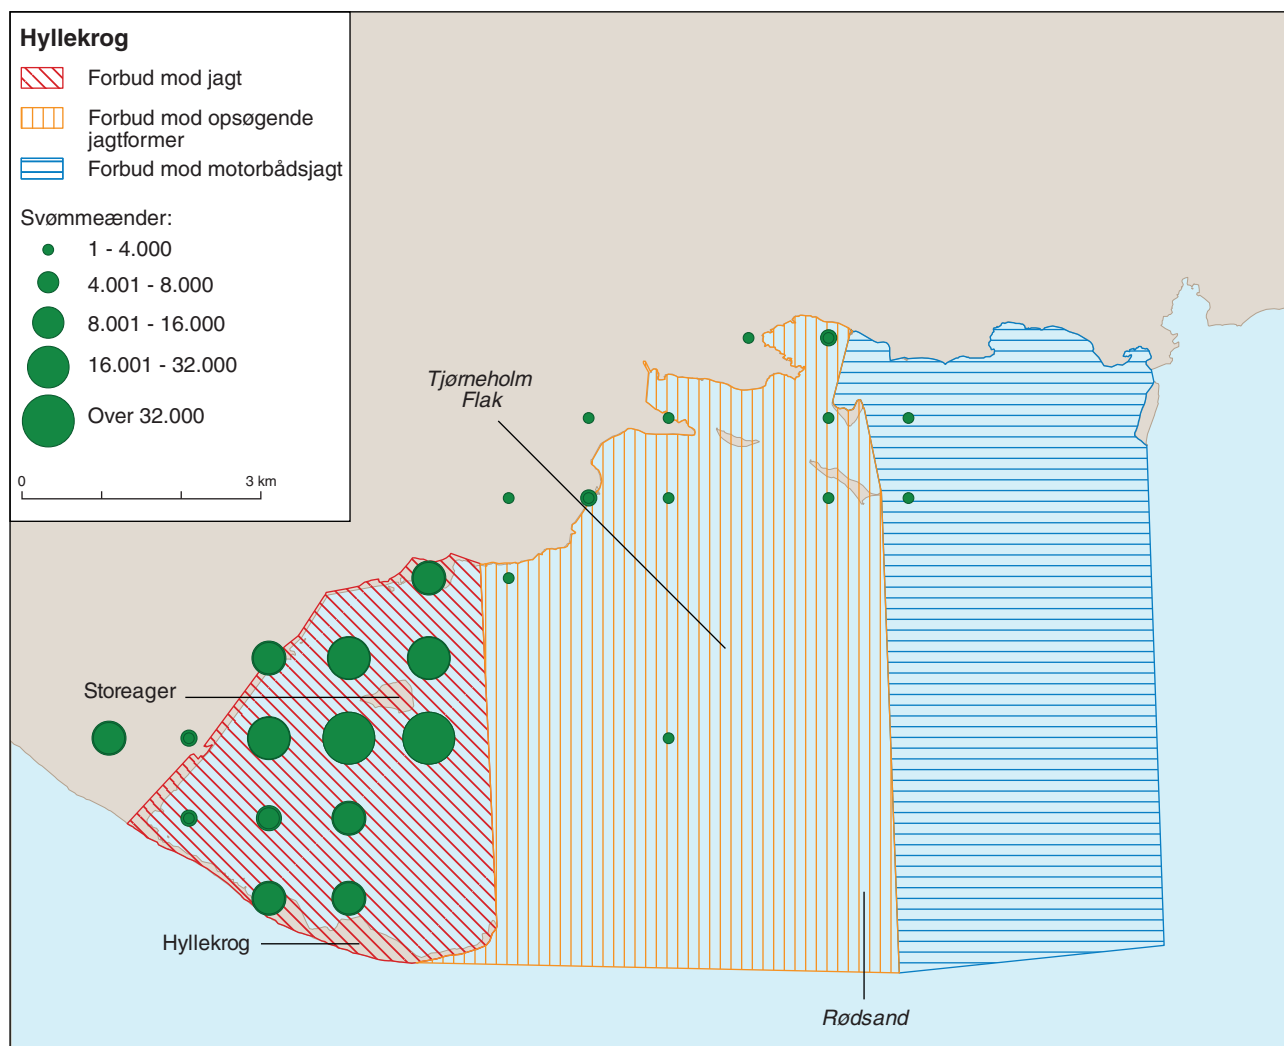 Hyllekrog
Forbud mod jagt
Forbud mod opsøgende
jagtformer
Forbud mod motorbådsjagt
Svømmeænder:
1 - 4.000
4.001 - 8.000
8.001 - 16.000
16.001 - 32.000
Over 32.000
0 3 km
Tjørneholm
Flak
Storeager
Hyllekrog
Rødsand